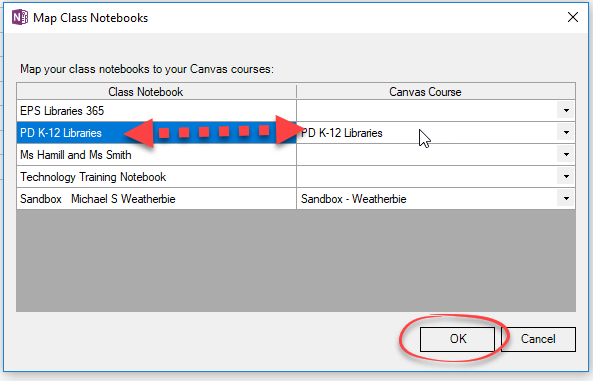 Map Class Notebooks
Map your class notebooks to your Canvas courses:
Class Notebook Canvas Course
EPS Libraries 365
PD K-12 Libraries PD K-12 Libraries
Ms Hamill and Ms Smith
Technology Training Notebook
Sandbox Michael S Weatherbie Sandbox - Weatherbie
OK Cancel